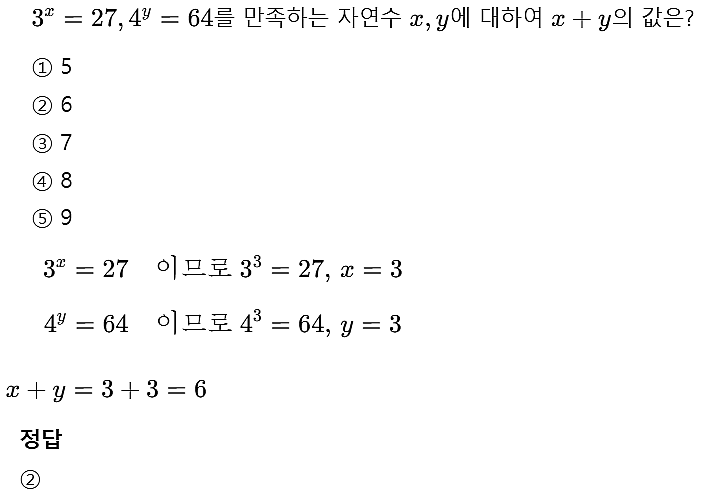 3^x = 27, 4^y = 64를 만족하는 자연수 x, y에 대하여 x + y의 값은?
① 5
② 6
③ 7
④ 8
⑤ 9
3^x = 27 이므로 3^3 = 27, x = 3
4^y = 64 이므로 4^3 = 64, y = 3
x + y = 3 + 3 = 6
정답
②